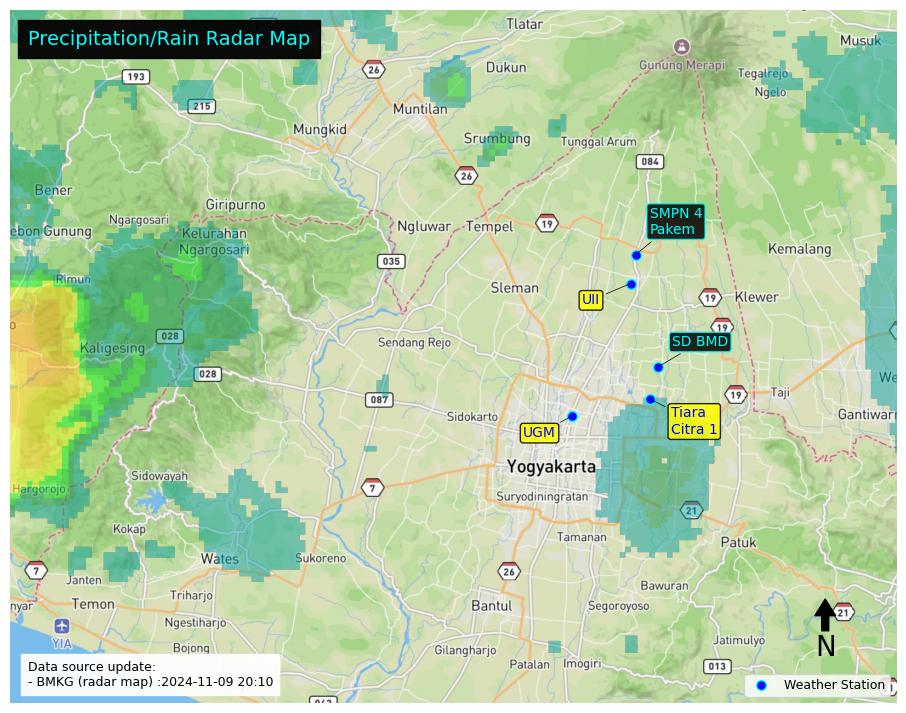 Precipitation/Rain Radar Map
Tlatar
Musuk
26
Gunung Merapi
Dukun
Tegalrejo
193
Ngelo
215
Muntilan
Mungkid
Srumbung
Tunggal Arum
084
26
Bener
Giripurno
SMPN 4
Pakem
Ngargosari
Ngluwar
Tempel
19
ebon Gunung
Kelurahan
Ngargosari
Kemalang
035
Rimun
Sleman
UII
19
Klewer
19
028
Kaligesing
Sendang Rejo
SD BMD
028
We
087
19
Taji
Sidokarto
Tiara
Citra 1
Gantiwar
UGM
Yogyakarta
Sidowayah
Hargorojo
7
Suryodiningratan
21
Kokap
Tamanan
Patuk
Wates
Sukoreno
7
26
Janten
Bawuran
Triharjo
Temon
nyar
Bantul
Segoroyoso
21
Ngestiharjo
YIA
Jatimulyo
N
Bojong
Gilangharjo
Patalan
Imogiri
013
Data source update:
- BMKG (radar map) :2024-11-09 20:10
Weather Station